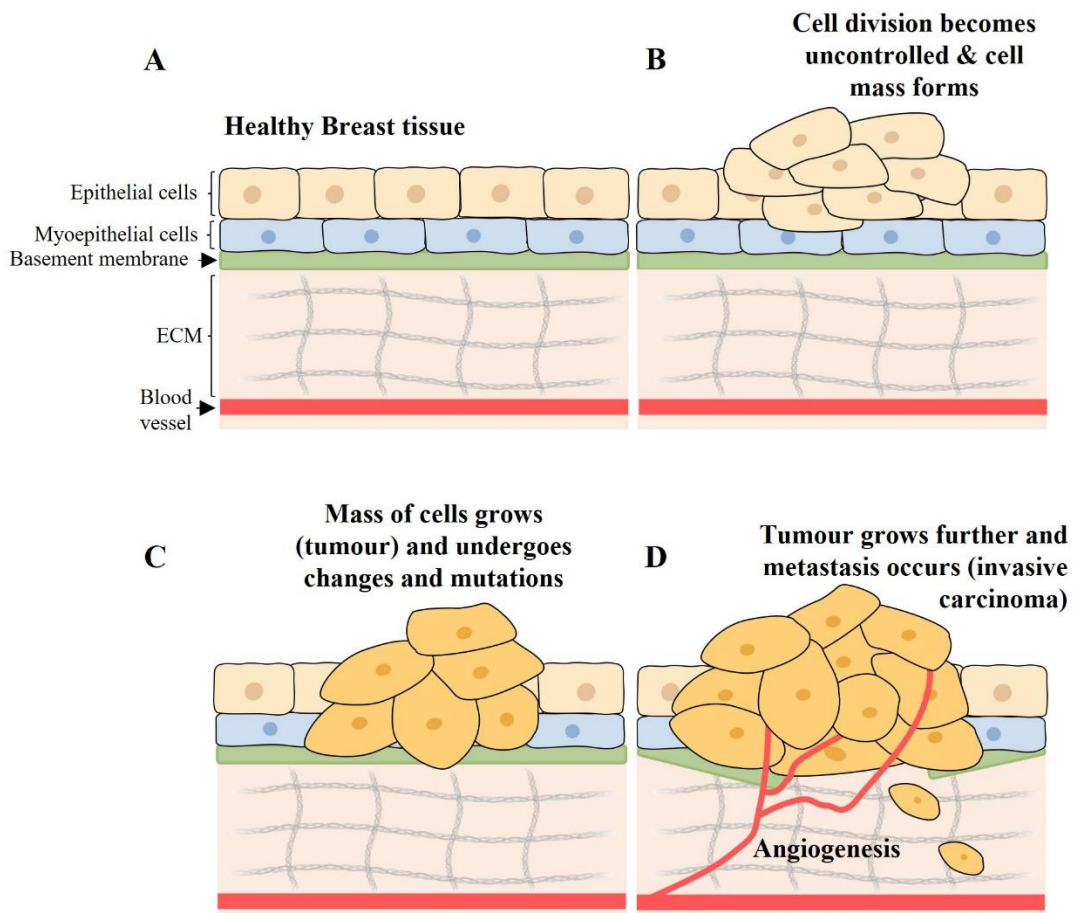 A
Healthy Breast tissue
Epithelial cells
Myoepithelial cells
Basement membrane
ECM
Blood
vessel
B
Cell division becomes
uncontrolled & cell
mass forms
C
Mass of cells grows
(tumour) and undergoes
changes and mutations
D
Tumour grows further and
metastasis occurs (invasive
carcinoma)
Angiogenesis